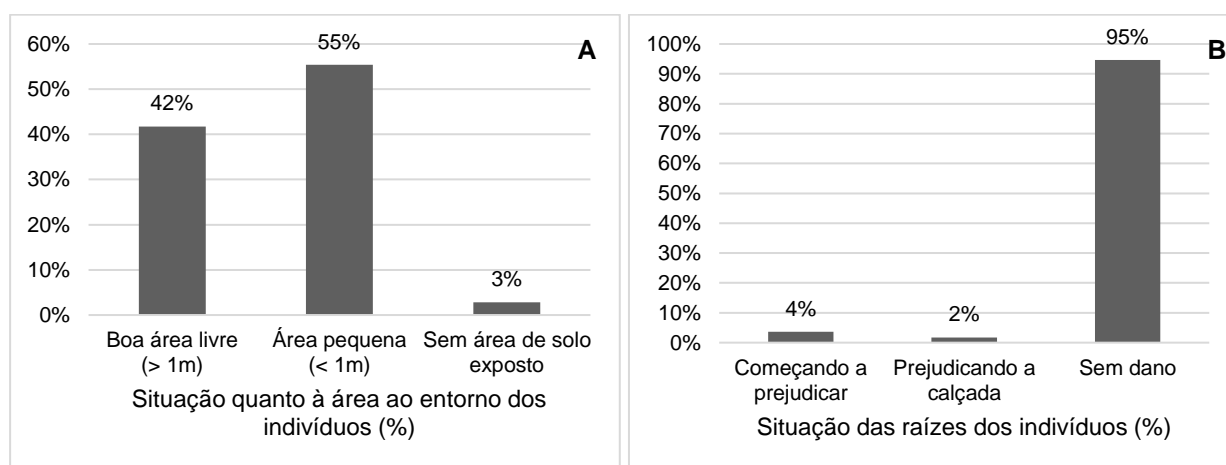 A
60%
50%
40%
30%
20%
10%
0%
42%
55%
3%
Boa área livre
(> 1m)
Área pequena
(< 1m)
Sem área de solo
exposto
Situação quanto à área ao entorno dos
indivíduos (%)
B
100%
90%
80%
70%
60%
50%
40%
30%
20%
10%
0%
4%
2%
95%
Começando a
prejudicar
Prejudicando a
calçada
Sem dano
Situação das raízes dos indivíduos (%)